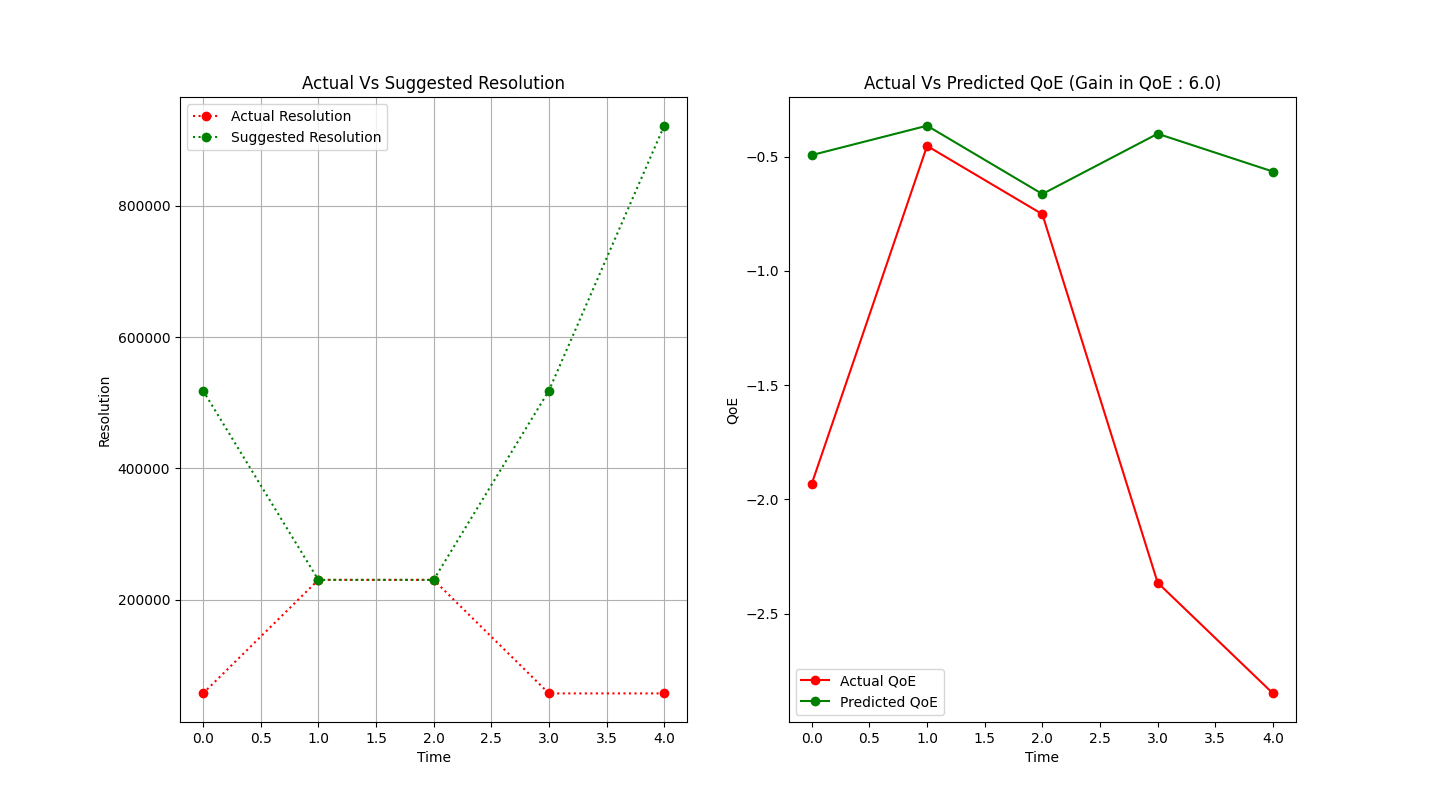 Actual Vs Suggested Resolution
Actual Resolution
Suggested Resolution
800000
600000
400000
200000
Resolution
0.0 0.5 1.0 1.5 2.0 2.5 3.0 3.5 4.0
Time
Actual Vs Predicted QoE (Gain in QoE : 6.0)
−0.5
−1.0
−1.5
−2.0
−2.5
QoE
Actual QoE
Predicted QoE
0.0 0.5 1.0 1.5 2.0 2.5 3.0 3.5 4.0
Time